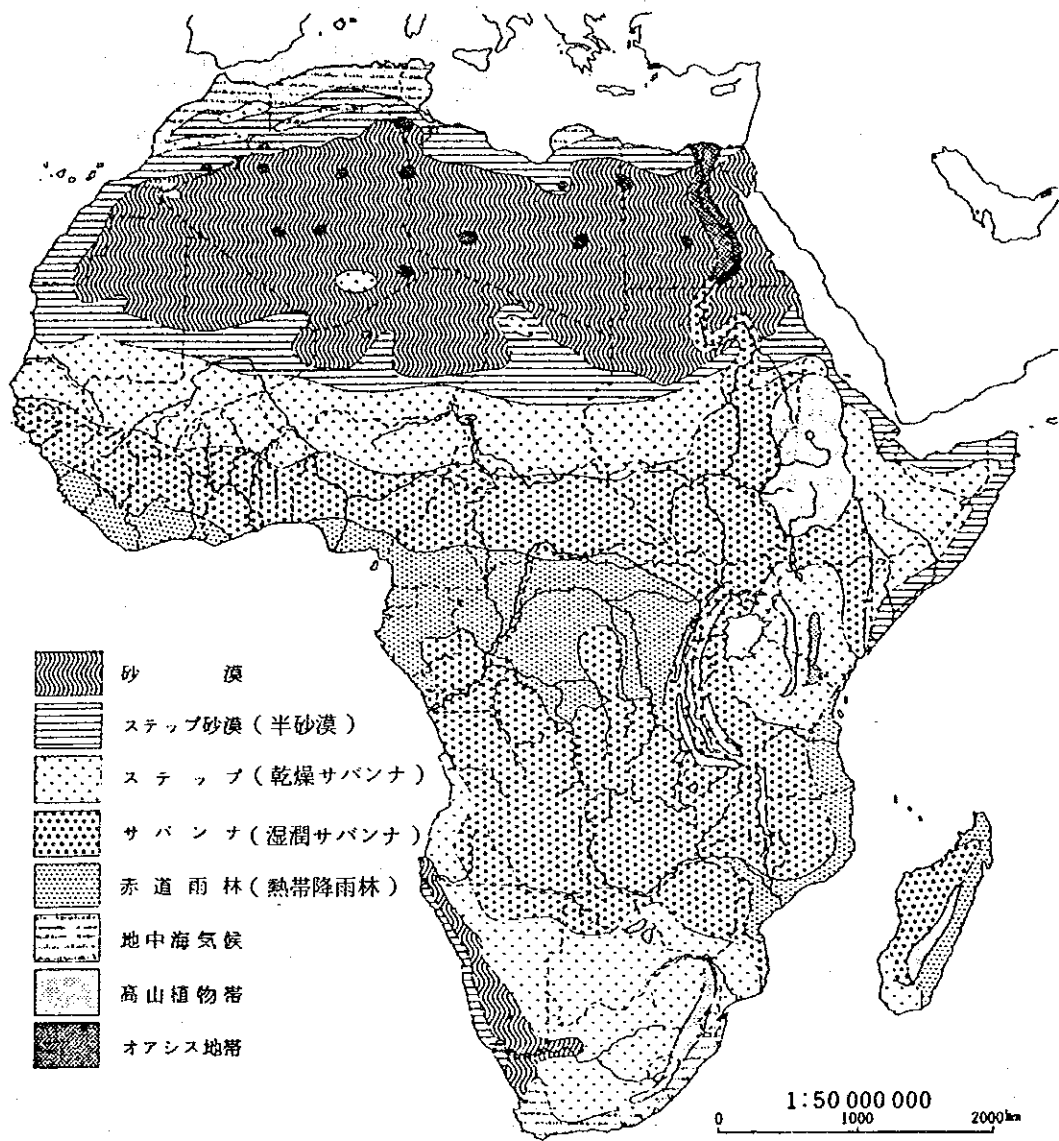 砂漠
ステップ砂漠(半砂漠)
ステップ(乾燥サバンナ)
サバンナ(湿潤サバンナ)
赤道雨林(熱帯降雨林)
地中海気候
高山植物帯
オアシス地帯
1:50 000 000
0 1000 2000km